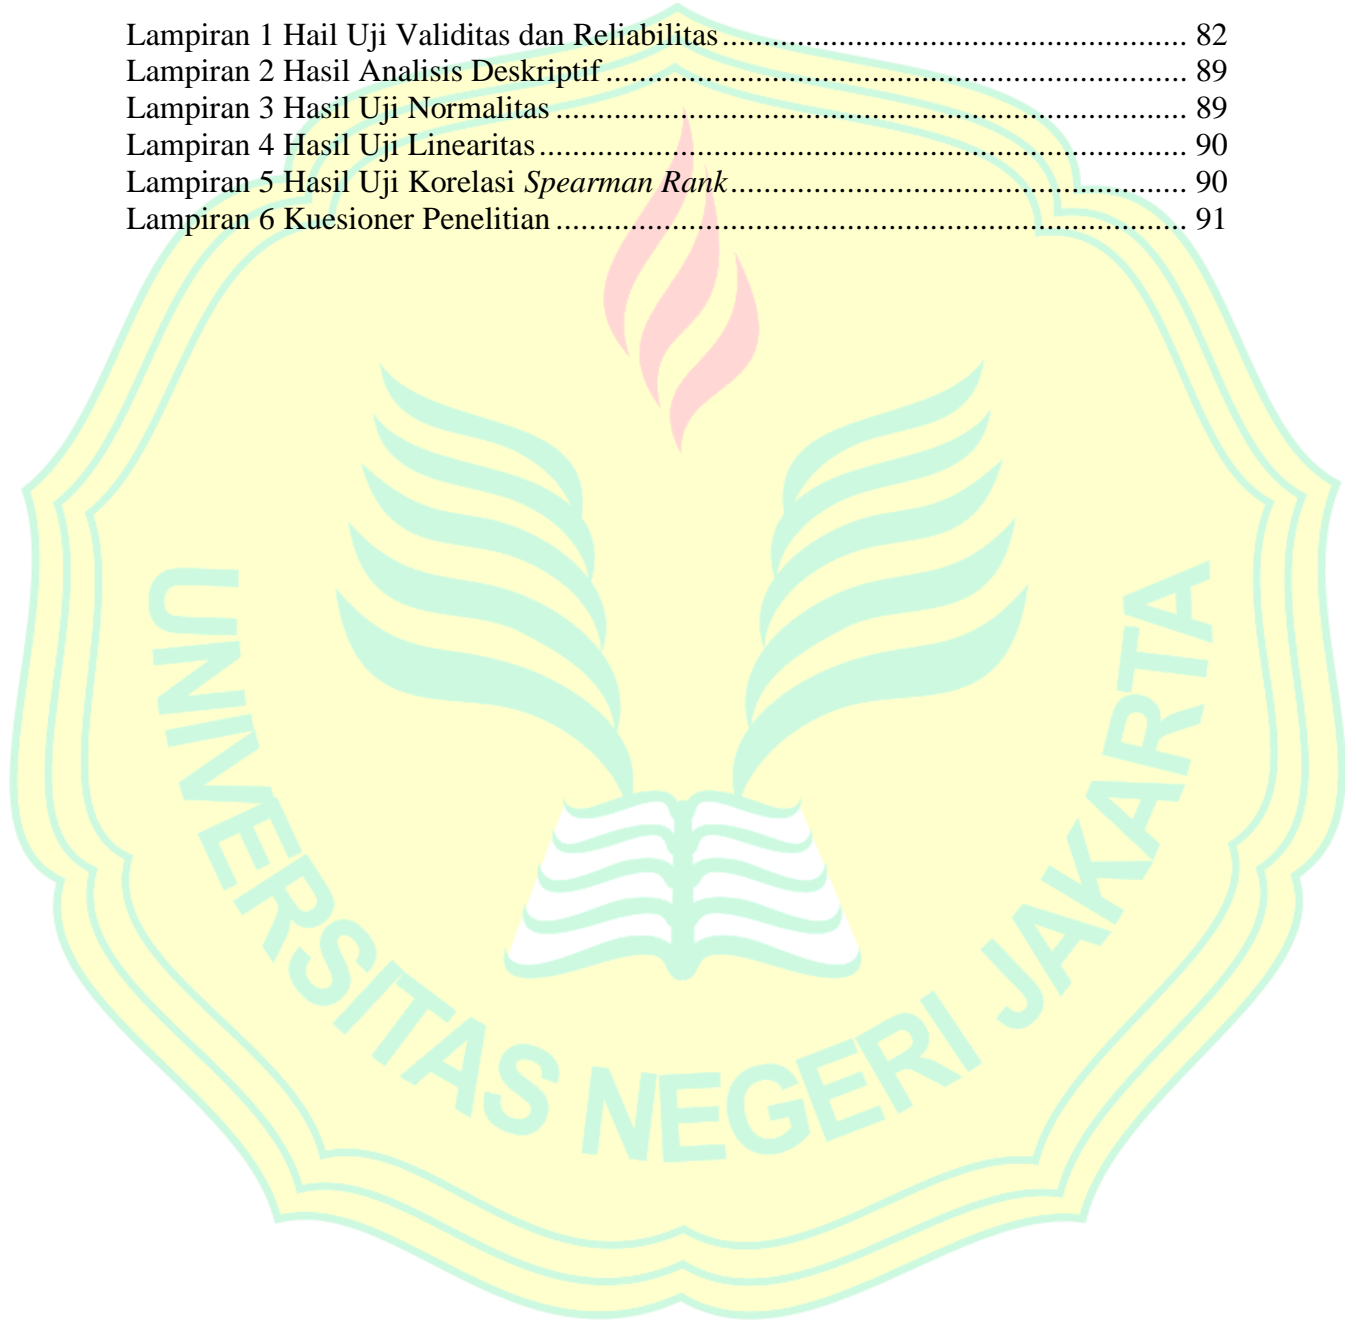 Lampiran 1 Hail Uji Validitas dan Reliabilitas.......................................................... 82
Lampiran 2 Hasil Analisis Deskriptif......................................................................... 89
Lampiran 3 Hasil Uji Normalitas............................................................................... 89
Lampiran 4 Hasil Uji Linearitas................................................................................. 90
Lampiran 5 Hasil Uji Korelasi Spearman Rank......................................................... 90
Lampiran 6 Kuesioner Penelitian............................................................................... 91
UNIVERSITAS NEGERI JAKARTA